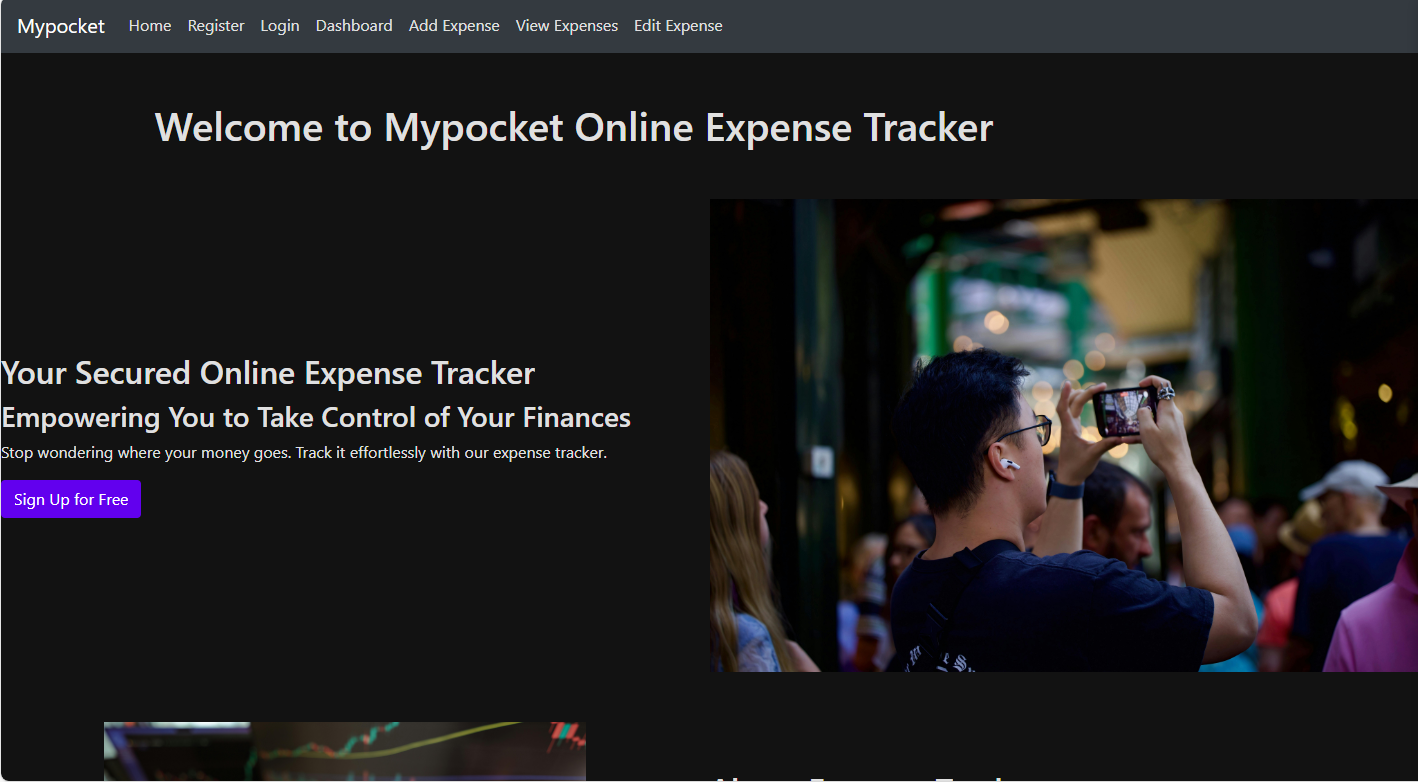 Mypocket Home Register Login Dashboard Add Expense View Expenses Edit Expense
Welcome to Mypocket Online Expense Tracker
Your Secured Online Expense Tracker
Empowering You to Take Control of Your Finances
Stop wondering where your money goes. Track it effortlessly with our expense tracker.
Sign Up for Free